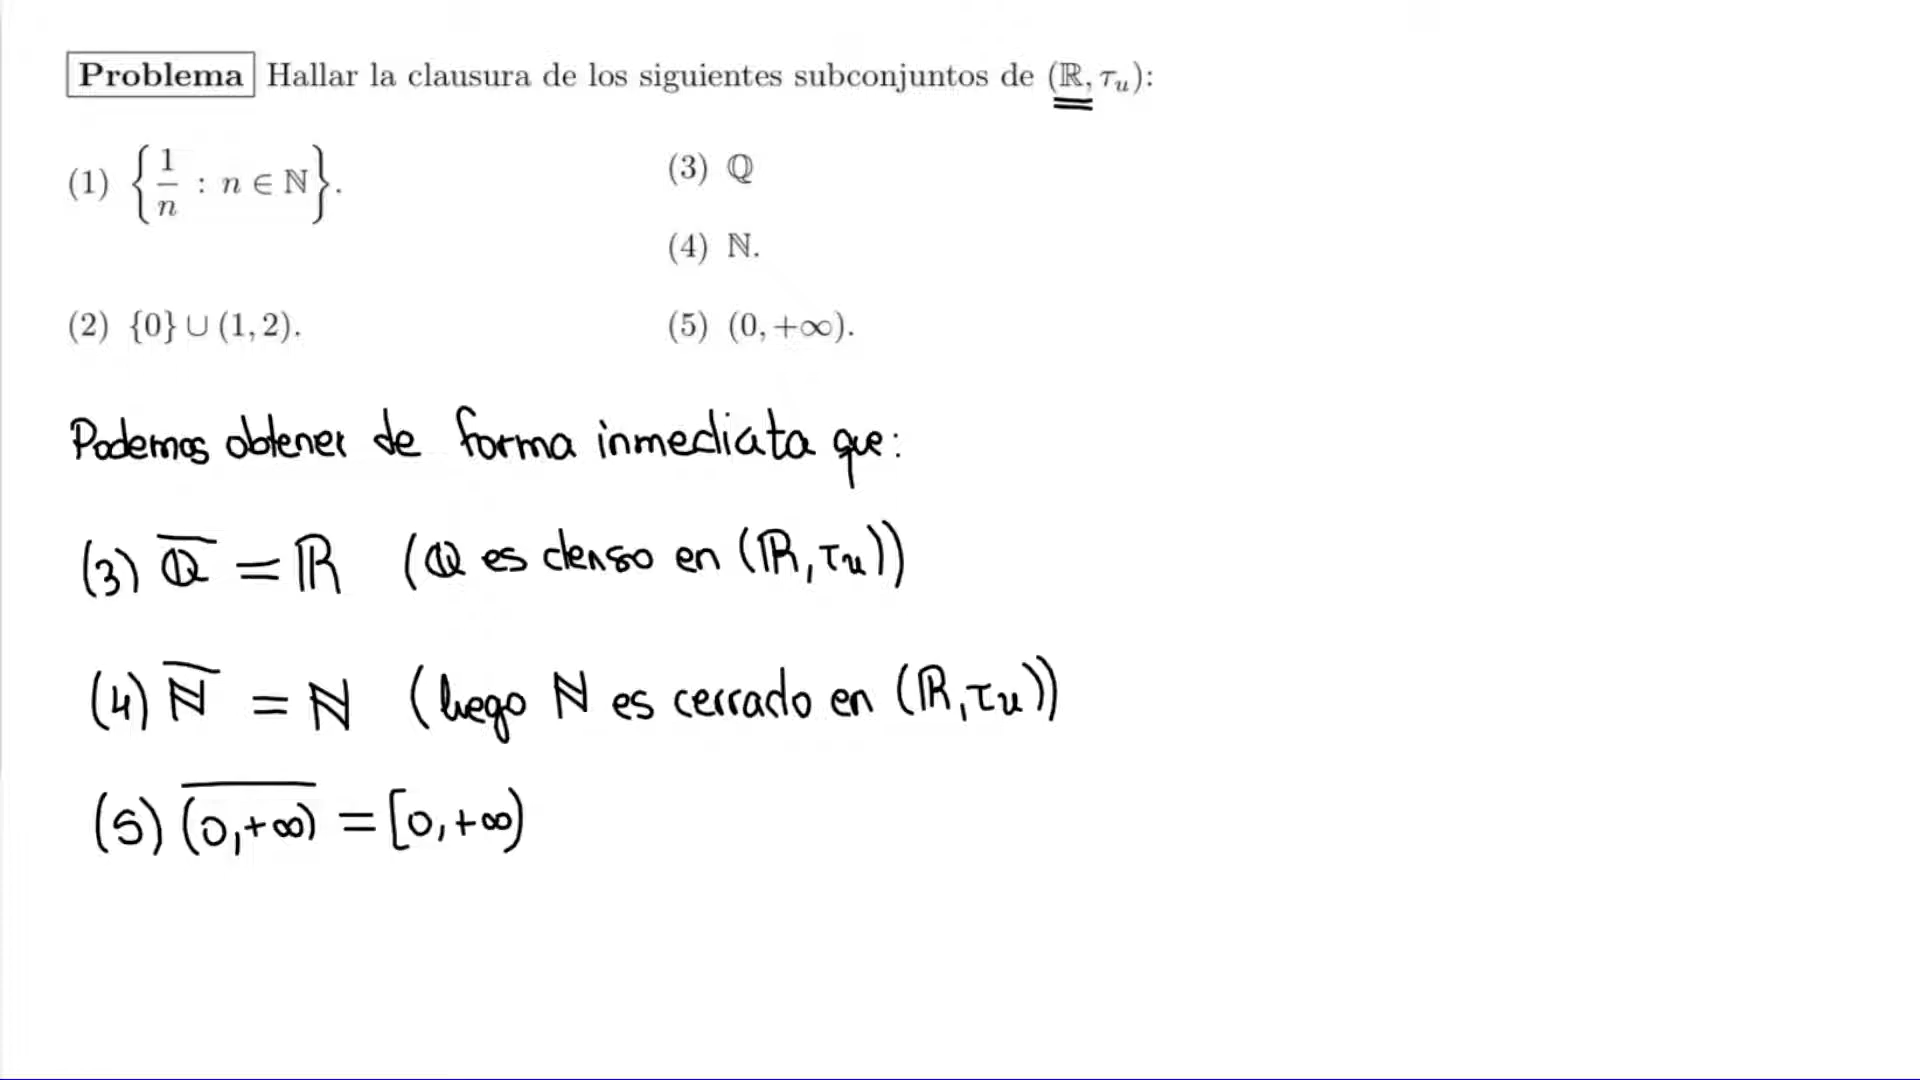 Problema Hallar la clausura de los siguientes subconjuntos de (ℝ, τᵤ):
(1) {1/n : n ∈ ℕ}.
(2) {0} ∪ (1, 2).
(3) ℚ
(4) ℕ.
(5) (0, +∞).
Podemos obtener de forma inmediata que:
(3) ℚ̅ = ℝ (ℚ es denso en (ℝ, τᵤ))
(4) ℕ̅ = ℕ (luego ℕ es cerrado en (ℝ, τᵤ))
(5) (0, +∞)̅ = [0, +∞)